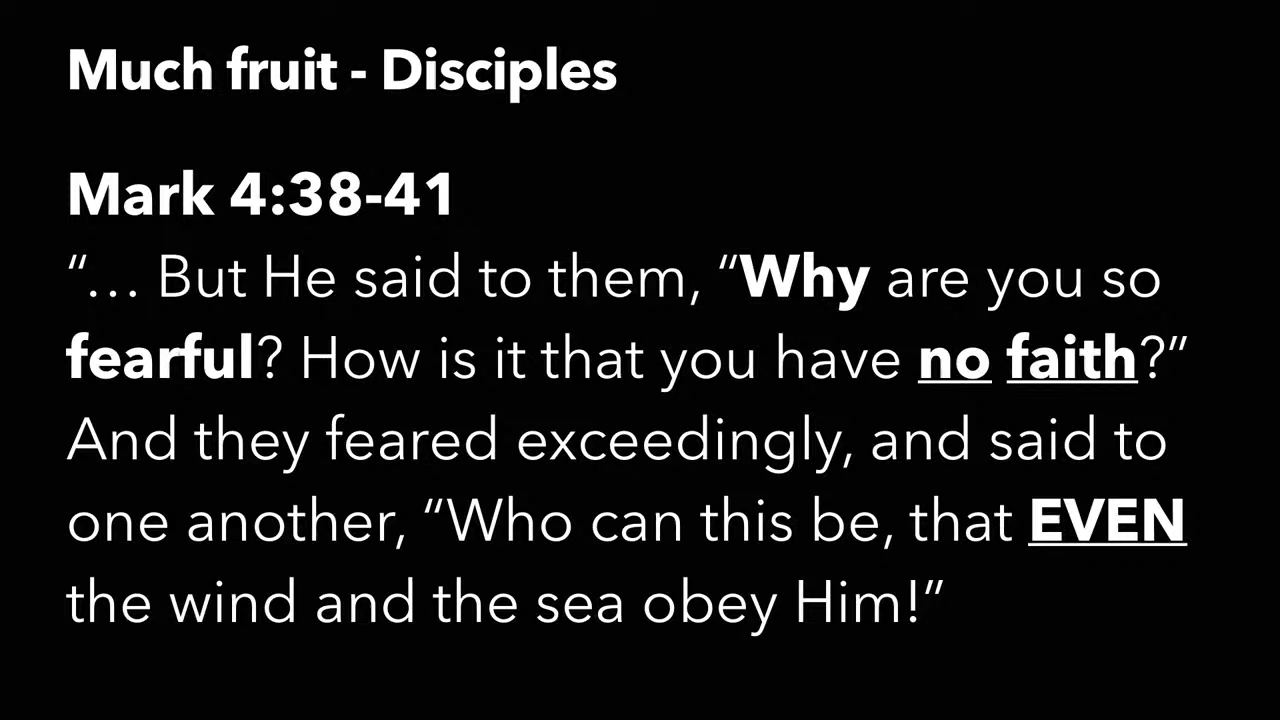 Much fruit - Disciples
Mark 4:38-41
“... But He said to them, “Why are you so
fearful? How is it that you have no faith?”
And they feared exceedingly, and said to
one another, “Who can this be, that EVEN
the wind and the sea obey Him!”